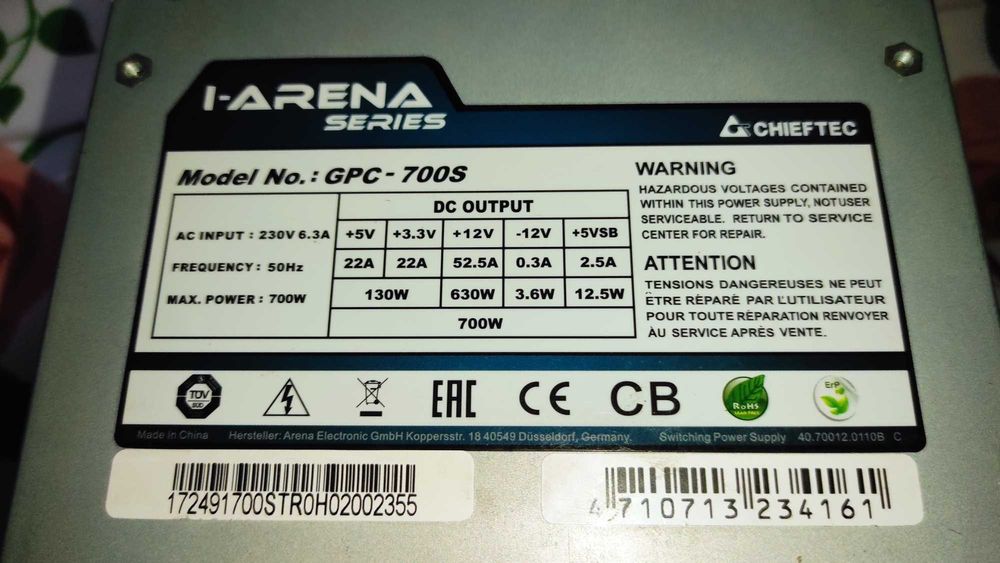 I-ARENA
SERIES
CHIEFTEC
Model No.: GPC - 700S
AC INPUT : 230V 6.3A
FREQUENCY : 50Hz
MAX. POWER : 700W
DC OUTPUT
+5V +3.3V +12V -12V +5VSB
22A 22A 52.5A 0.3A 2.5A
130W 630W 3.6W 12.5W
700W
WARNING
HAZARDOUS VOLTAGES CONTAINED
WITHIN THIS POWER SUPPLY, NOT USER
SERVICEABLE. RETURN TO SERVICE
CENTER FOR REPAIR.
ATTENTION
TENSIONS DANGEREUSES NE PEUT
ÊTRE RÉPARÉ PAR L'UTILISATEUR
POUR TOUTE RÉPARATION RENVOYER
À U SERVICE APRÈS VENTE.
TÜV
SÜD
EAC
CE
CB
RoHS
ErP
Made in China Hersteller: Arena Electronic GmbH Koppersstr. 18 40549 Düsseldorf, Germany. Switching Power Supply 40.70012.0110B C
172491700STR0H02002355
4 710713 234161